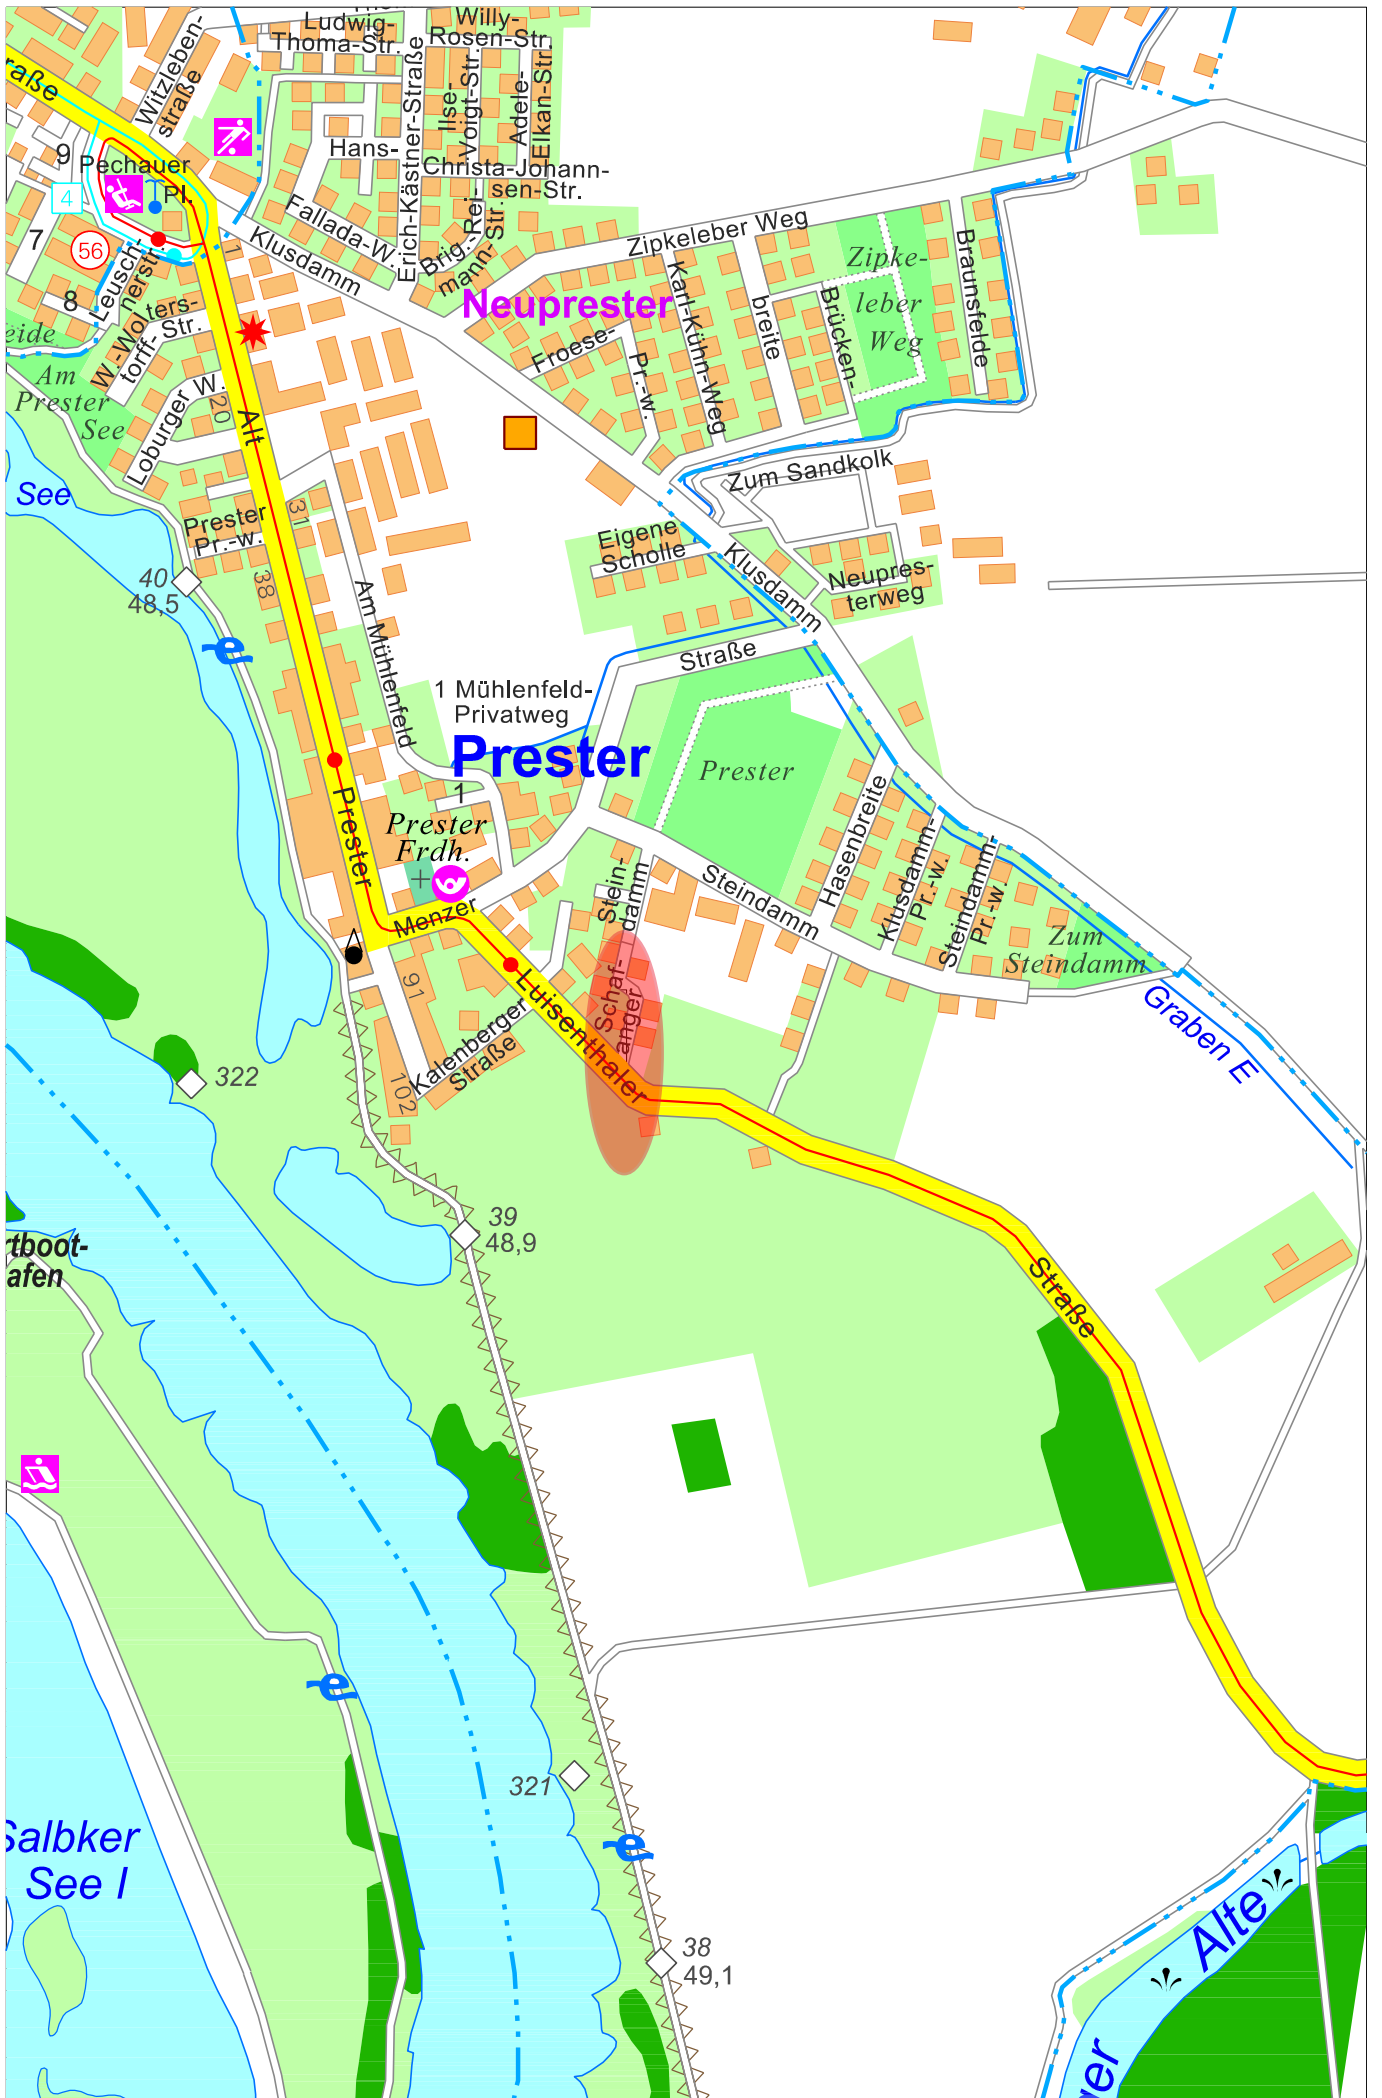 Ludwig-
Thoma-Str.
Willy-
Rosen-Str.
Witzleben-
straße
raße
Erich-Kästner-Straße
Ilse-
Voigt-Str.
Adele-
Elkan-Str.
9
Pechauer
Pl.
Hans-
Fallada-W.
Christa-Johann-
sen-Str.
4
7
56
1
8
Leusch-
nerstr.
Klusdamm
Brig.-Rei-
mann-Str.
Zipkeleber Weg
Zipke-
leber
Weg
Braunsfelde
Neuprester
Karl-Kühn-Weg
breite
Brücken-
Froese-
Pr.-w.
W.-Wolters-
torff-Str.
eide
Am
Prester
See
Loburger W.
20
Alt
See
Zum Sandkolk
Prester
Pr.-w.
31
38
40
48,5
Eigene
Scholle
Klusdamm
Neupres-
terweg
Am Mühlenfeld
Straße
1 Mühlenfeld-
Privatweg
Prester
Prester
1
Prester
Frdh.
Prester
Menzer
Stein-
damm
Steindamm
Hasenbreite
Klusdamm-
Pr.-w.
Steindamm-
Pr.-w.
Zum
Steindamm
Graben E
91
Luisenthaler
Schaf-
anger
Kalenberger
Straße
102
322
39
48,9
rtboot-
afen
Straße
321
Salbker
See I
38
49,1
Alte
ger